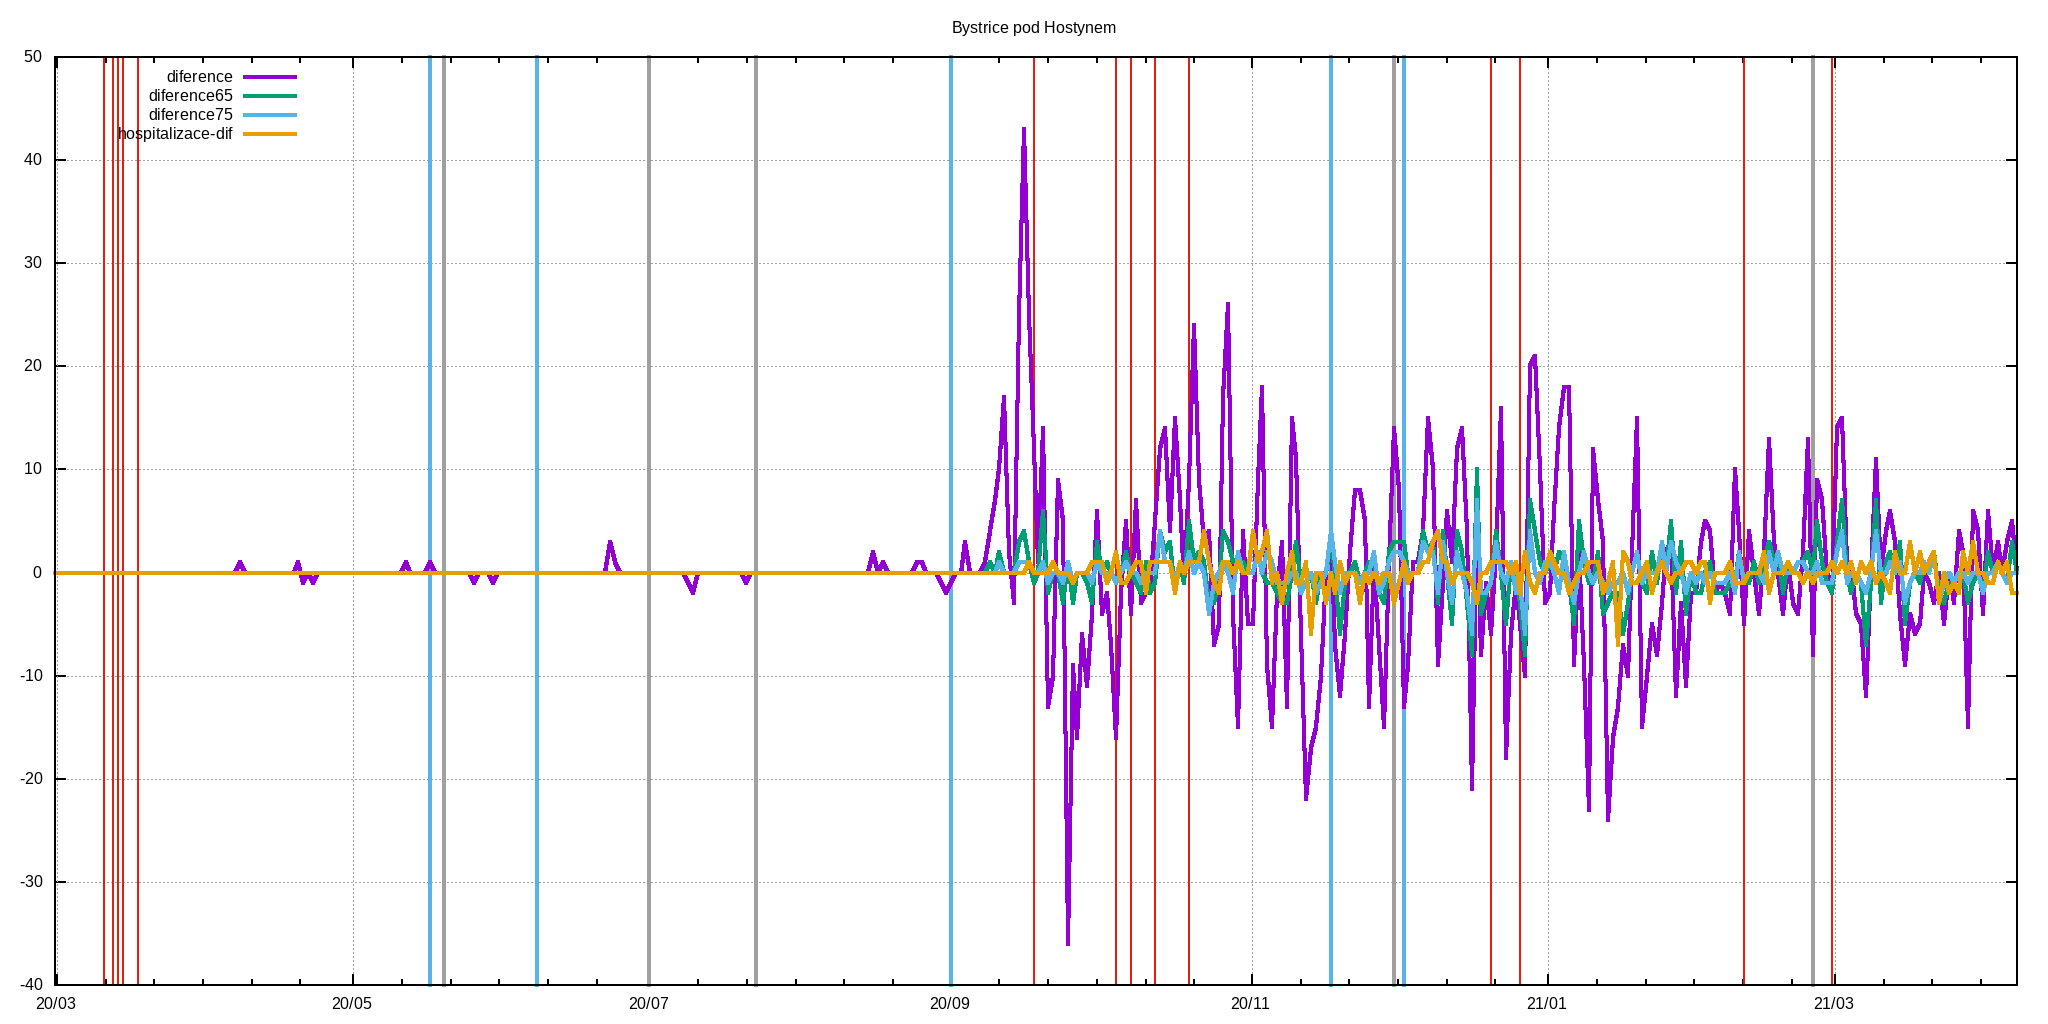 Bystrice pod Hostynem
50
40
30
20
10
0
-10
-20
-30
-40
diference
diference65
diference75
hospitalizace-dif
20/03 20/05 20/07 20/09 20/11 21/01 21/03